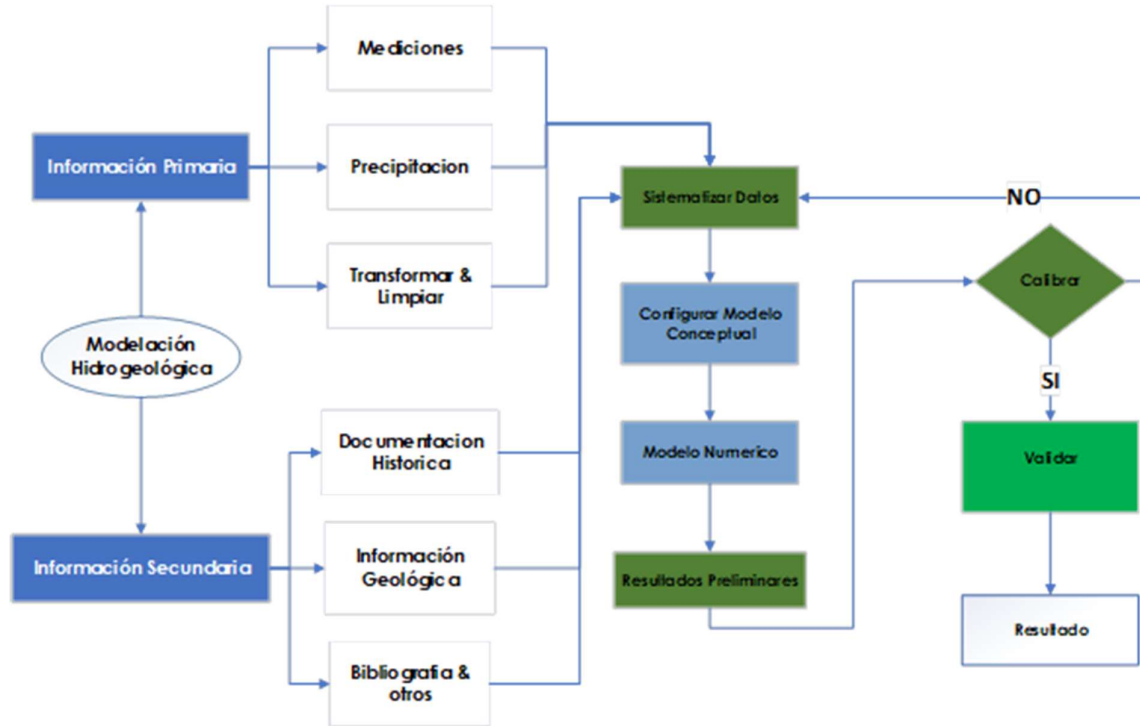 Mediciones
Información Primaria
Precipitacion
Transformar &
Limpiar
Modelación
Hidrogeológica
Documentacion
Historica
Información Secundaria
Información
Geológica
Bibliografia &
otros
Sistematizar Datos
Configurar Modelo
Conceptual
Modelo Numerico
Resultados Preliminares
NO
Calibrar
SI
Validar
Resultado